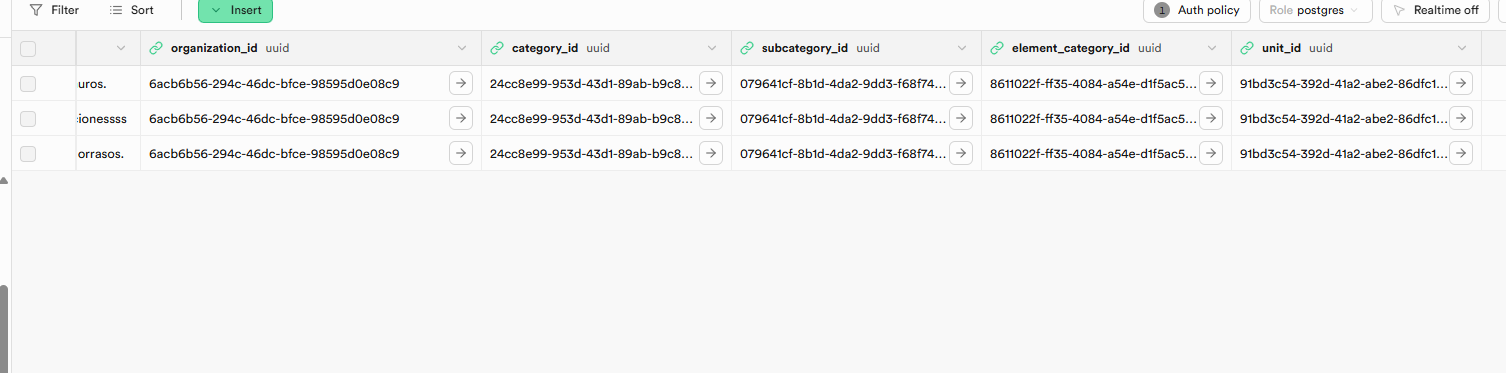 Filter Sort Insert 1 Auth policy Role postgres Realtime off
organization_id uuid category_id uuid subcategory_id uuid element_category_id uuid unit_id uuid
uros. 6acb6b56-294c-46dc-bfce-98595d0e08c9 24cc8e99-953d-43d1-89ab-b9c8... 079641cf-8b1d-4da2-9dd3-f68f74... 8611022f-ff35-4084-a54e-d1f5ac5... 91bd3c54-392d-41a2-abe2-86dfc1...
ionessss 6acb6b56-294c-46dc-bfce-98595d0e08c9 24cc8e99-953d-43d1-89ab-b9c8... 079641cf-8b1d-4da2-9dd3-f68f74... 8611022f-ff35-4084-a54e-d1f5ac5... 91bd3c54-392d-41a2-abe2-86dfc1...
orrasos. 6acb6b56-294c-46dc-bfce-98595d0e08c9 24cc8e99-953d-43d1-89ab-b9c8... 079641cf-8b1d-4da2-9dd3-f68f74... 8611022f-ff35-4084-a54e-d1f5ac5... 91bd3c54-392d-41a2-abe2-86dfc1...